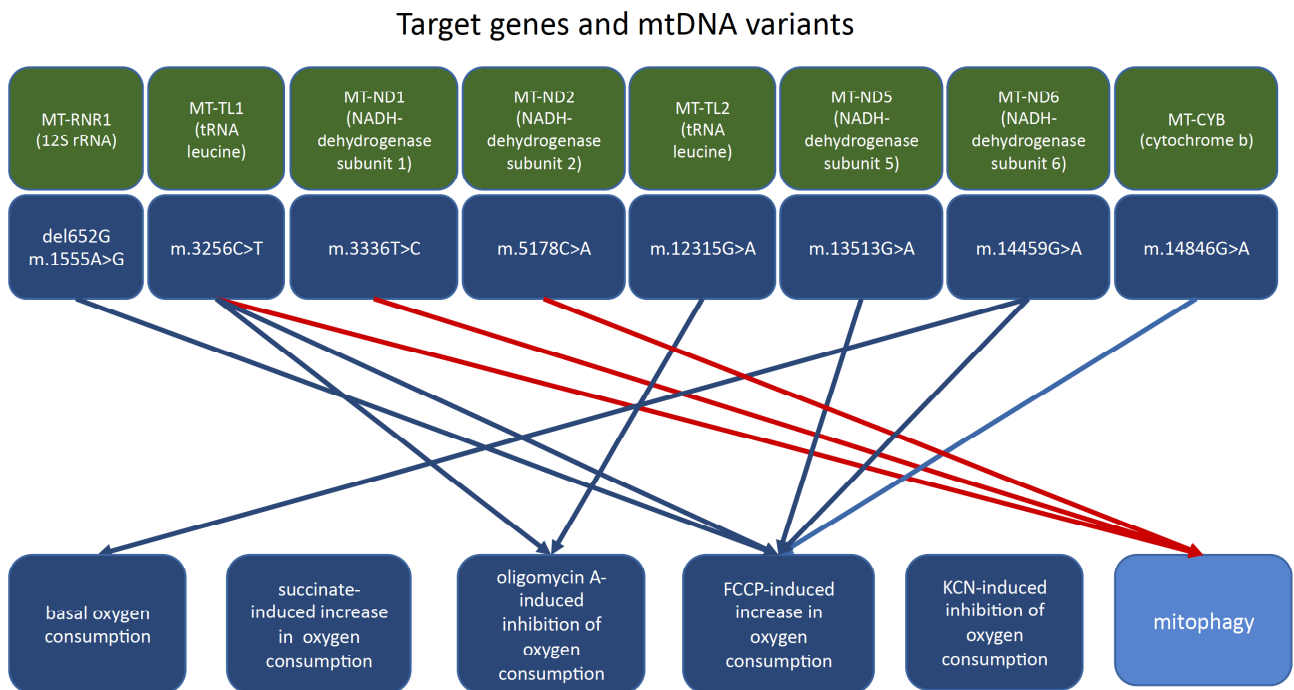 Target genes and mtDNA variants
MT-RNR1
(12S rRNA)
MT-TL1
(tRNA
leucine)
MT-ND1
(NADH-
dehydrogenase
subunit 1)
MT-ND2
(NADH-
dehydrogenase
subunit 2)
MT-TL2
(tRNA
leucine)
MT-ND5
(NADH-
dehydrogenase
subunit 5)
MT-ND6
(NADH-
dehydrogenase
subunit 6)
MT-CYB
(cytochrome b)
del652G
m.1555A>G
m.3256C>T
m.3336T>C
m.5178C>A
m.12315G>A
m.13513G>A
m.14459G>A
m.14846G>A
basal oxygen
consumption
succinate-
induced increase
in oxygen
consumption
oligomycin A-
induced
inhibition of
oxygen
consumption
FCCP-induced
increase in
oxygen
consumption
KCN-induced
inhibition of
oxygen
consumption
mitophagy